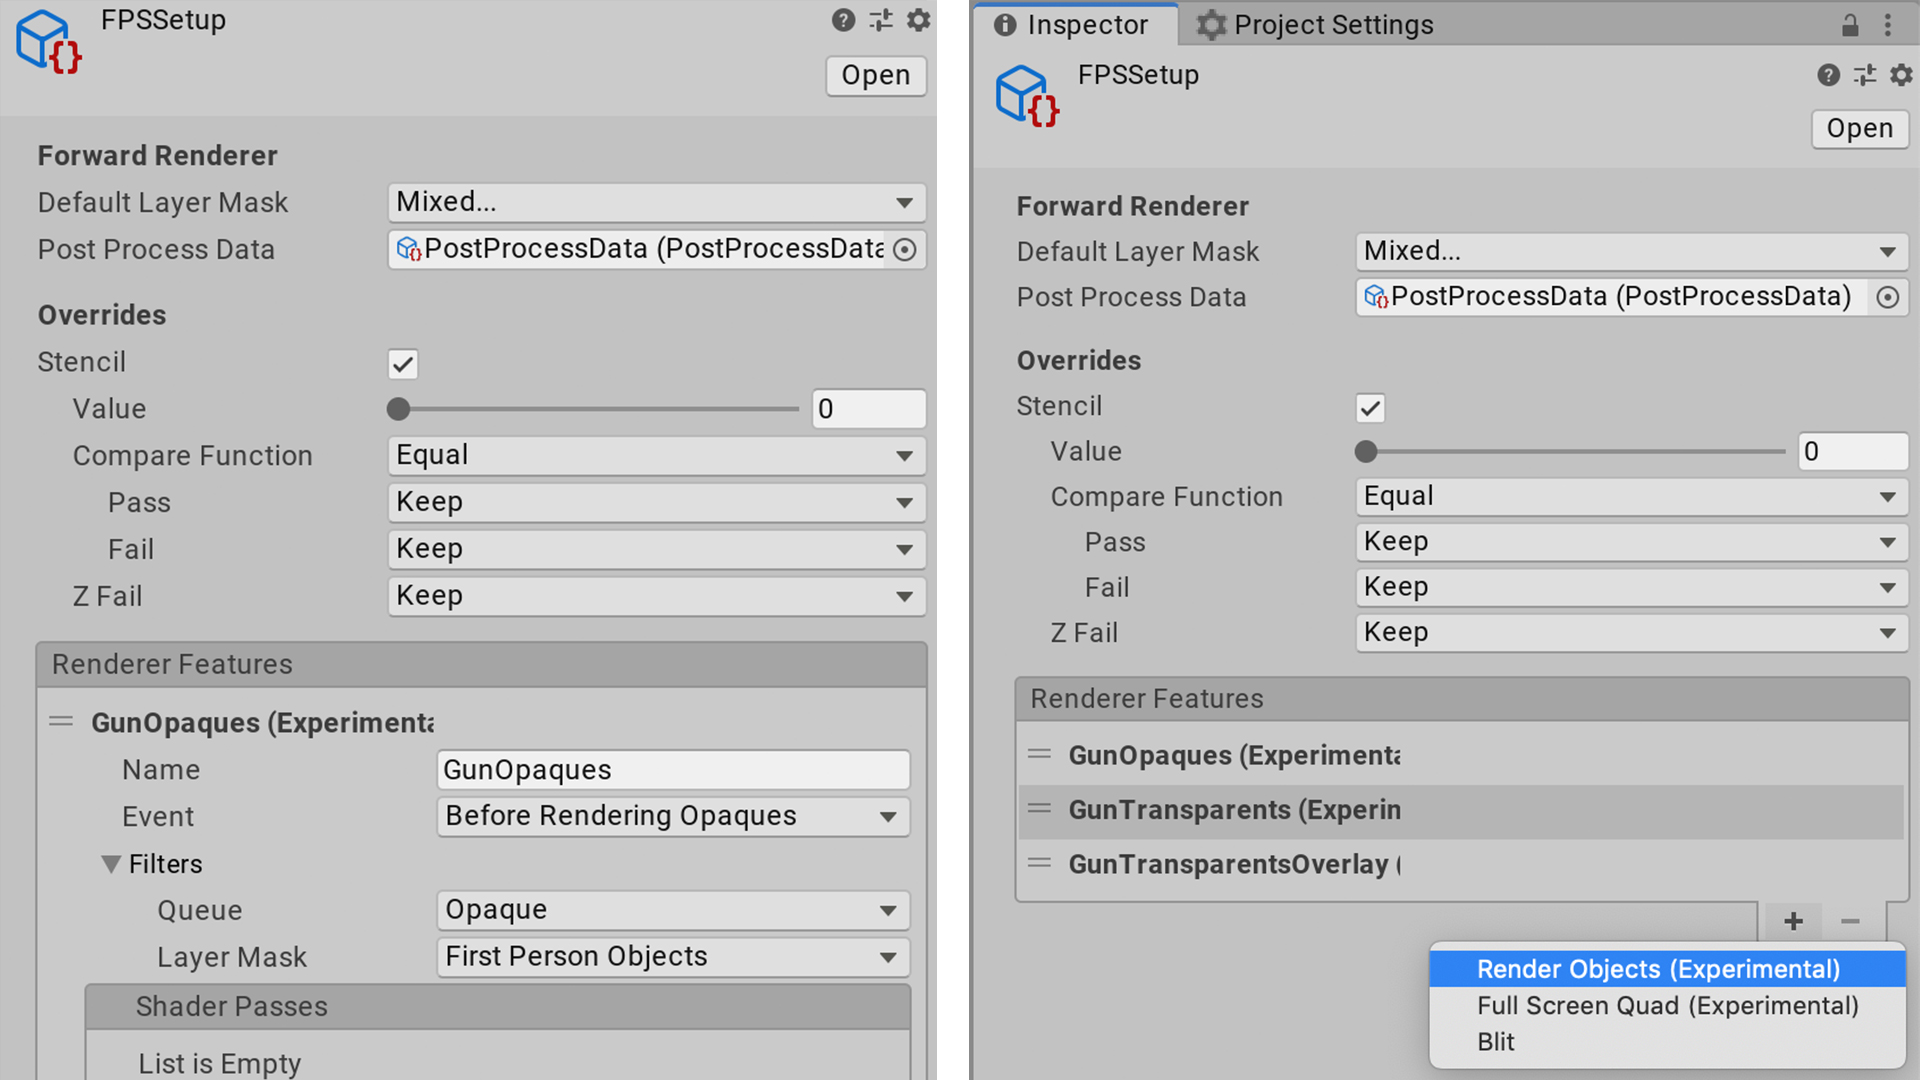 FPSSetup
Open
Forward Renderer
Default Layer Mask Mixed...
Post Process Data PostProcessData (PostProcessData
Overrides
Stencil
Value 0
Compare Function Equal
Pass Keep
Fail Keep
Z Fail Keep
Renderer Features
GunOpaques (Experimenta
Name GunOpaques
Event Before Rendering Opaques
Filters
Queue Opaque
Layer Mask First Person Objects
Shader Passes
List is Empty
Inspector Project Settings
FPSSetup
Open
Forward Renderer
Default Layer Mask Mixed...
Post Process Data PostProcessData (PostProcessData)
Overrides
Stencil
Value 0
Compare Function Equal
Pass Keep
Fail Keep
Z Fail Keep
Renderer Features
GunOpaques (Experimenta
GunTransparents (Experin
GunTransparentsOverlay (
Render Objects (Experimental)
Full Screen Quad (Experimental)
Blit